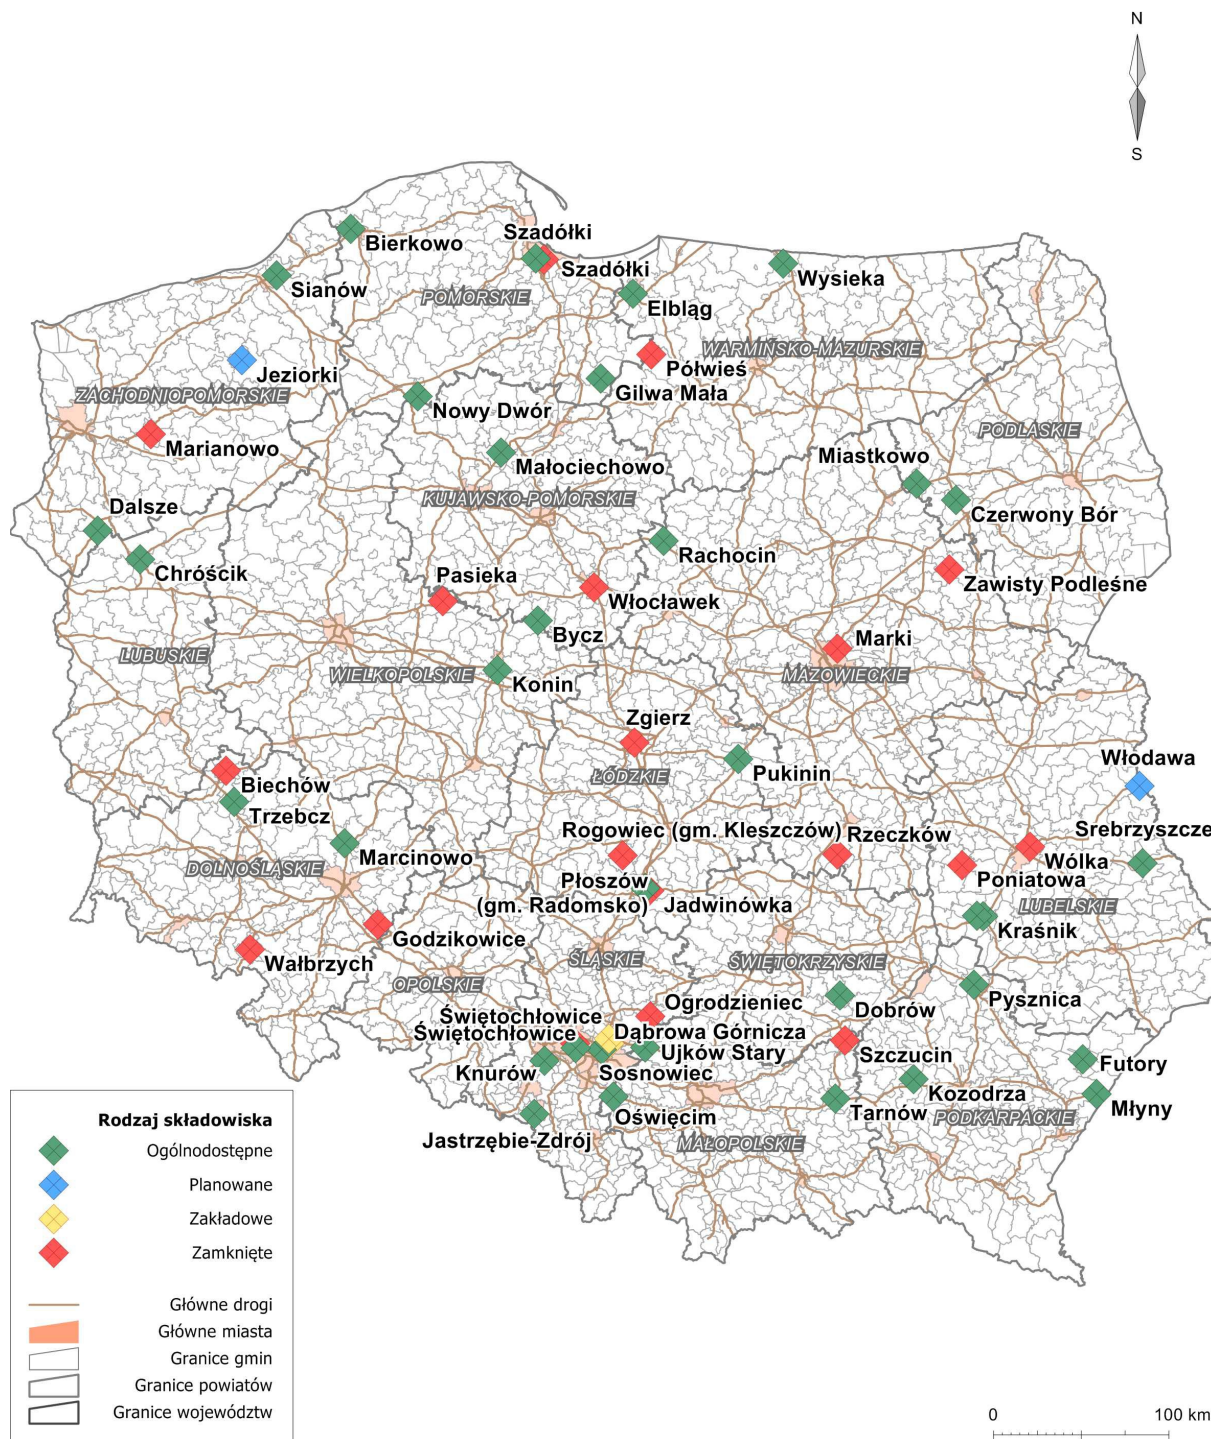 N
S
Bierkowo
Szadółki
Szadółki
Wysieka
Sianów
POMORSKIE
Elbląg
WARMIŃSKO-MAZURSKIE
Półwieś
Jeziorki
ZACHODNIOPOMORSKIE
Gilwa Mała
Nowy Dwór
Marianowo
PODLASKIE
Małociechowo
Miastkowo
KUJAWSKO-POMORSKIE
Dalsze
Czerwony Bór
Rachocin
Chróścik
Pasieka
Zawisty Podleśne
Włocławek
Bycz
Marki
LUBUSKIE
WIELKOPOLSKIE
MAZOWIECKIE
Konin
Zgierz
Włodawa
Pukinin
ŁÓDZKIE
Biechów
Trzebcz
Rogowiec (gm. Kleszczów)
Rzeczków
Srebrzyszcze
Marcinowo
Wólka
DOLNOŚLĄSKIE
Płoszów
(gm. Radomsko)
Jadwinówka
Poniatowa
LUBELSKIE
Kraśnik
Godzikowice
Wałbrzych
ŚLĄSKIE
ŚWIĘTOKRZYSKIE
OPOLSKIE
Pysznica
Ogrodzieniec
Dobrów
Świętochłowice
Dąbrowa Górnicza
Świętochłowice
Ujków Stary
Szczucin
Futory
Knurów
Sosnowiec
Kozodrza
Młyny
Oświęcim
Tarnów
PODKARPACKIE
Jastrzębie-Zdrój
MAŁOPOLSKIE
Rodzaj składowiska
Ogólnodostępne
Planowane
Zakładowe
Zamknięte
Główne drogi
Główne miasta
Granice gmin
Granice powiatów
Granice województw
0 100 km